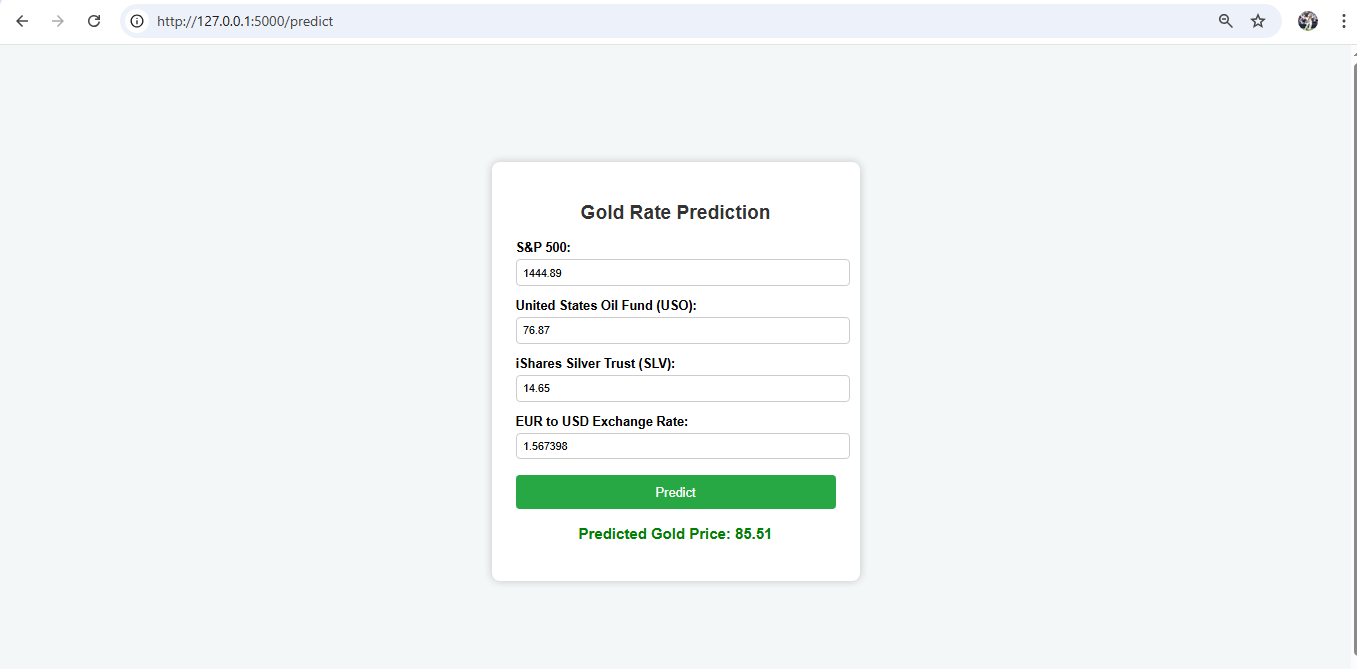 http://127.0.0.1:5000/predict
Gold Rate Prediction
S&P 500:
1444.89
United States Oil Fund (USO):
76.87
iShares Silver Trust (SLV):
14.65
EUR to USD Exchange Rate:
1.567398
Predict
Predicted Gold Price: 85.51